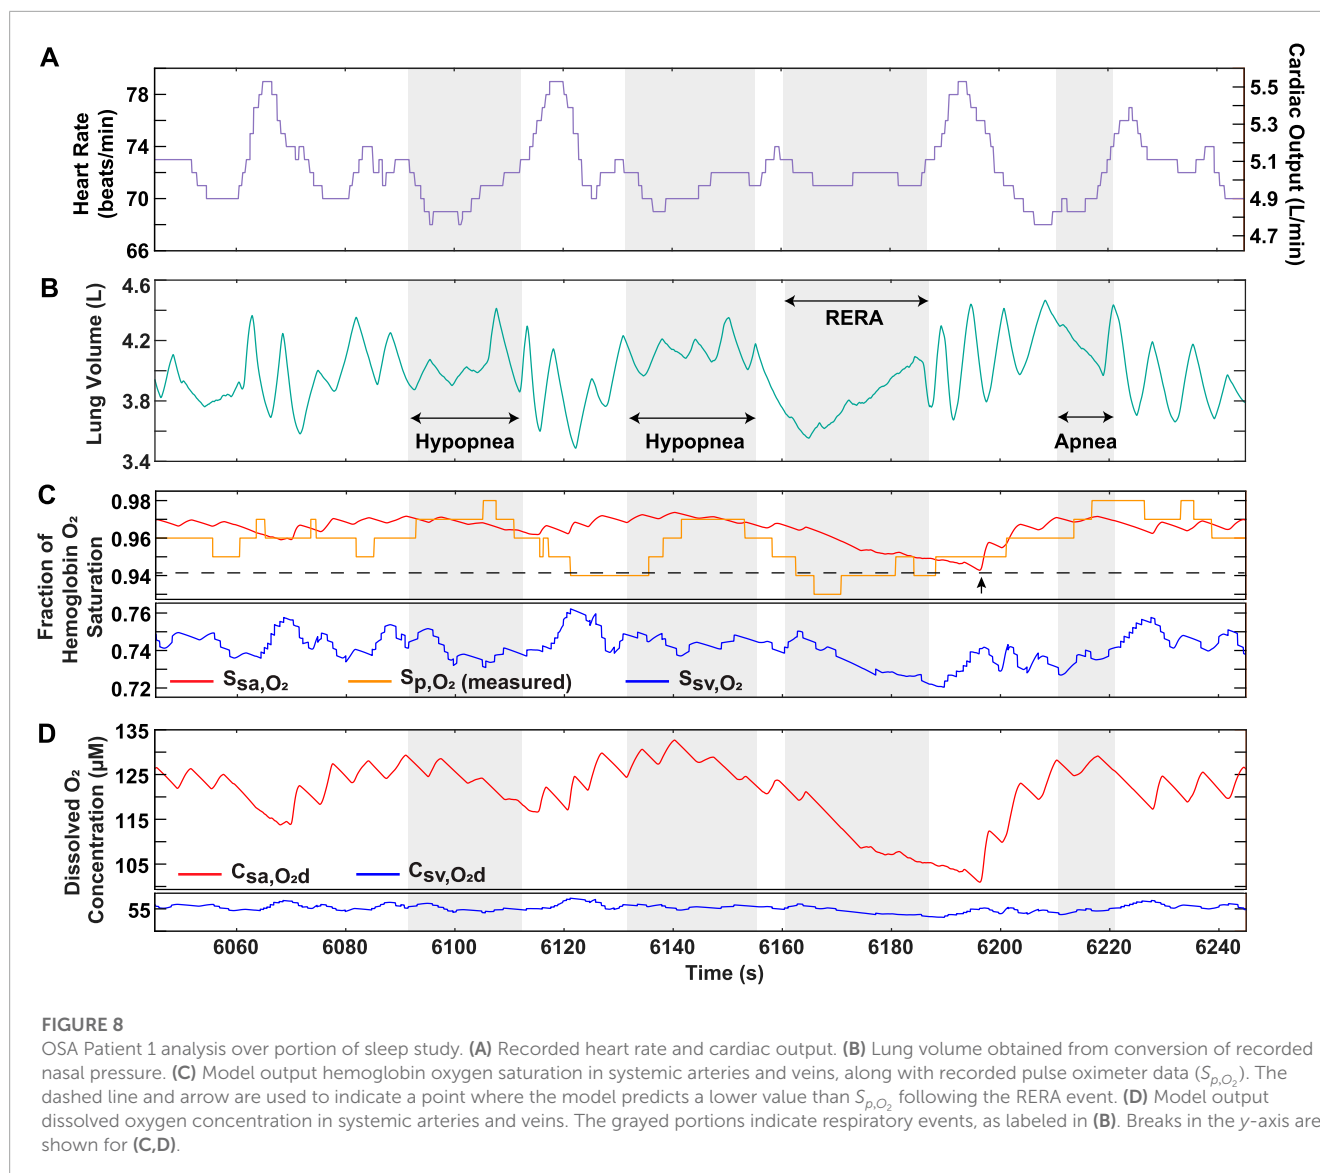 A
78
74
70
66
Heart Rate
(beats/min)
5.5
5.3
5.1
4.9
4.7
Cardiac Output (L/min)
B
4.6
4.2
3.8
3.4
Lung Volume (L)
RERA
Hypopnea
Hypopnea
Apnea
C
0.98
0.96
0.94
0.76
0.74
0.72
Fraction of
Hemoglobin O₂
Saturation
Ssa,O₂
Sp,O₂ (measured)
Ssv,O₂
D
135
125
115
105
55
Dissolved O₂
Concentration (µM)
Csa,O₂d
Csv,O₂d
6060 6080 6100 6120 6140 6160 6180 6200 6220 6240
Time (s)
FIGURE 8
OSA Patient 1 analysis over portion of sleep study. (A) Recorded heart rate and cardiac output. (B) Lung volume obtained from conversion of recorded
nasal pressure. (C) Model output hemoglobin oxygen saturation in systemic arteries and veins, along with recorded pulse oximeter data (Sp,O₂). The
dashed line and arrow are used to indicate a point where the model predicts a lower value than Sp,O₂ following the RERA event. (D) Model output
dissolved oxygen concentration in systemic arteries and veins. The grayed portions indicate respiratory events, as labeled in (B). Breaks in the y-axis are
shown for (C,D).